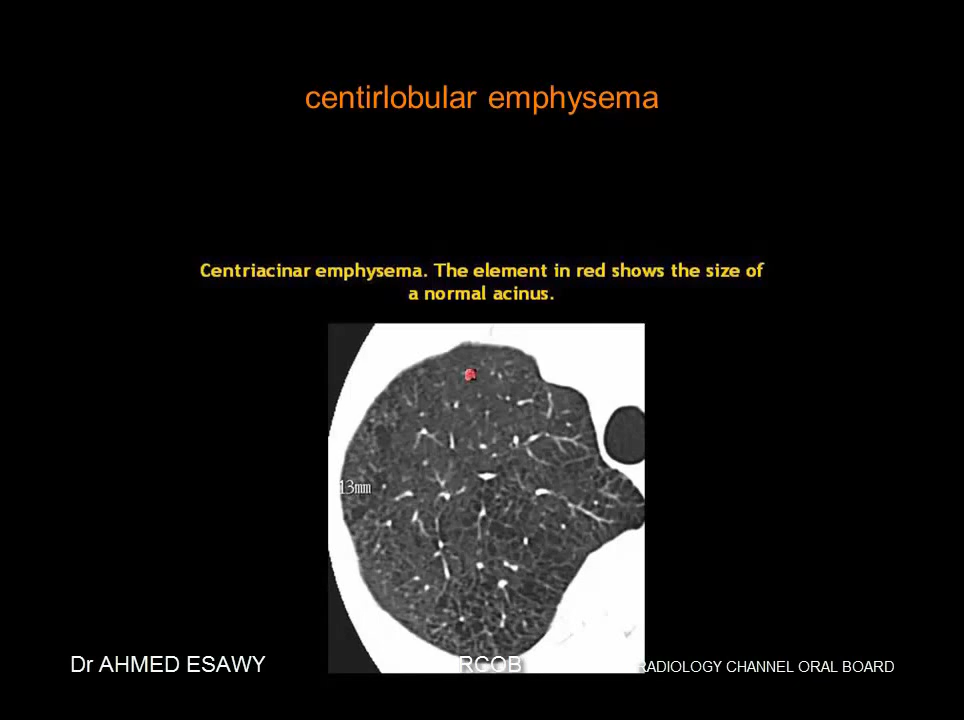 centirlobular emphysema
Centriacinar emphysema. The element in red shows the size of
a normal acinus.
13mm
Dr AHMED ESAWY RCOB RADIOLOGY CHANNEL ORAL BOARD